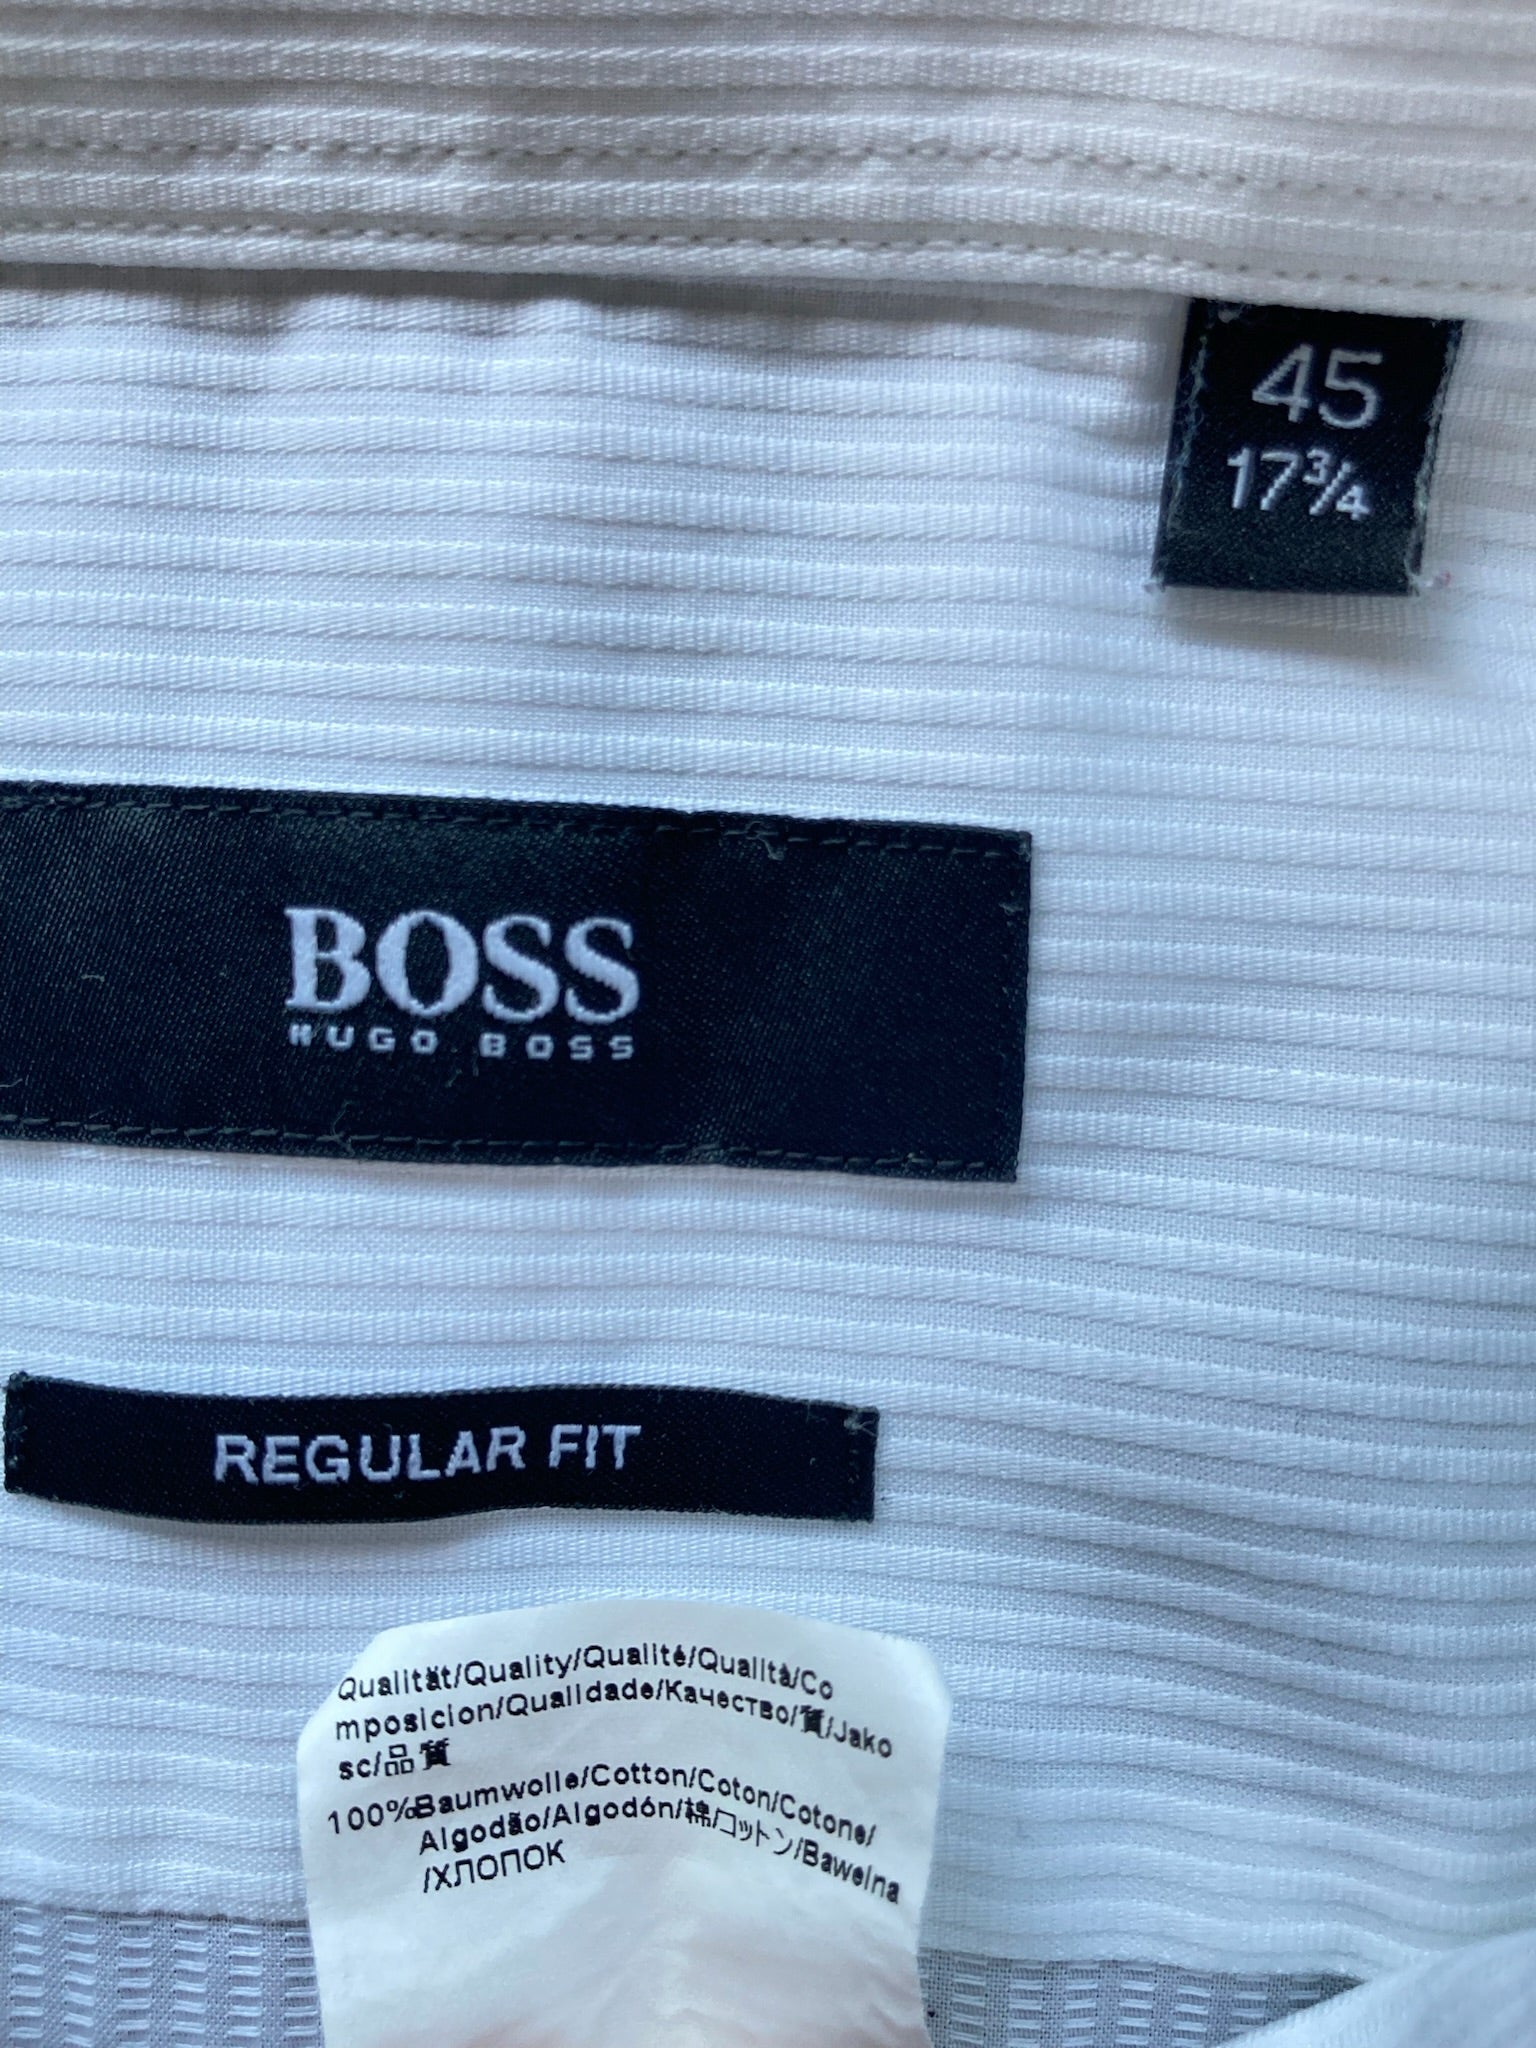 45
17¾
BOSS
HUGO BOSS
REGULAR FIT
Qualität/Quality/Qualité/Qualità/Co
mposicion/Qualidade/Качество/質/Jako
sc/品質
100%Baumwolle/Cotton/Coton/Cotone/
Algodão/Algodón/棉/コットン/Bawelna
/ХЛОПОК